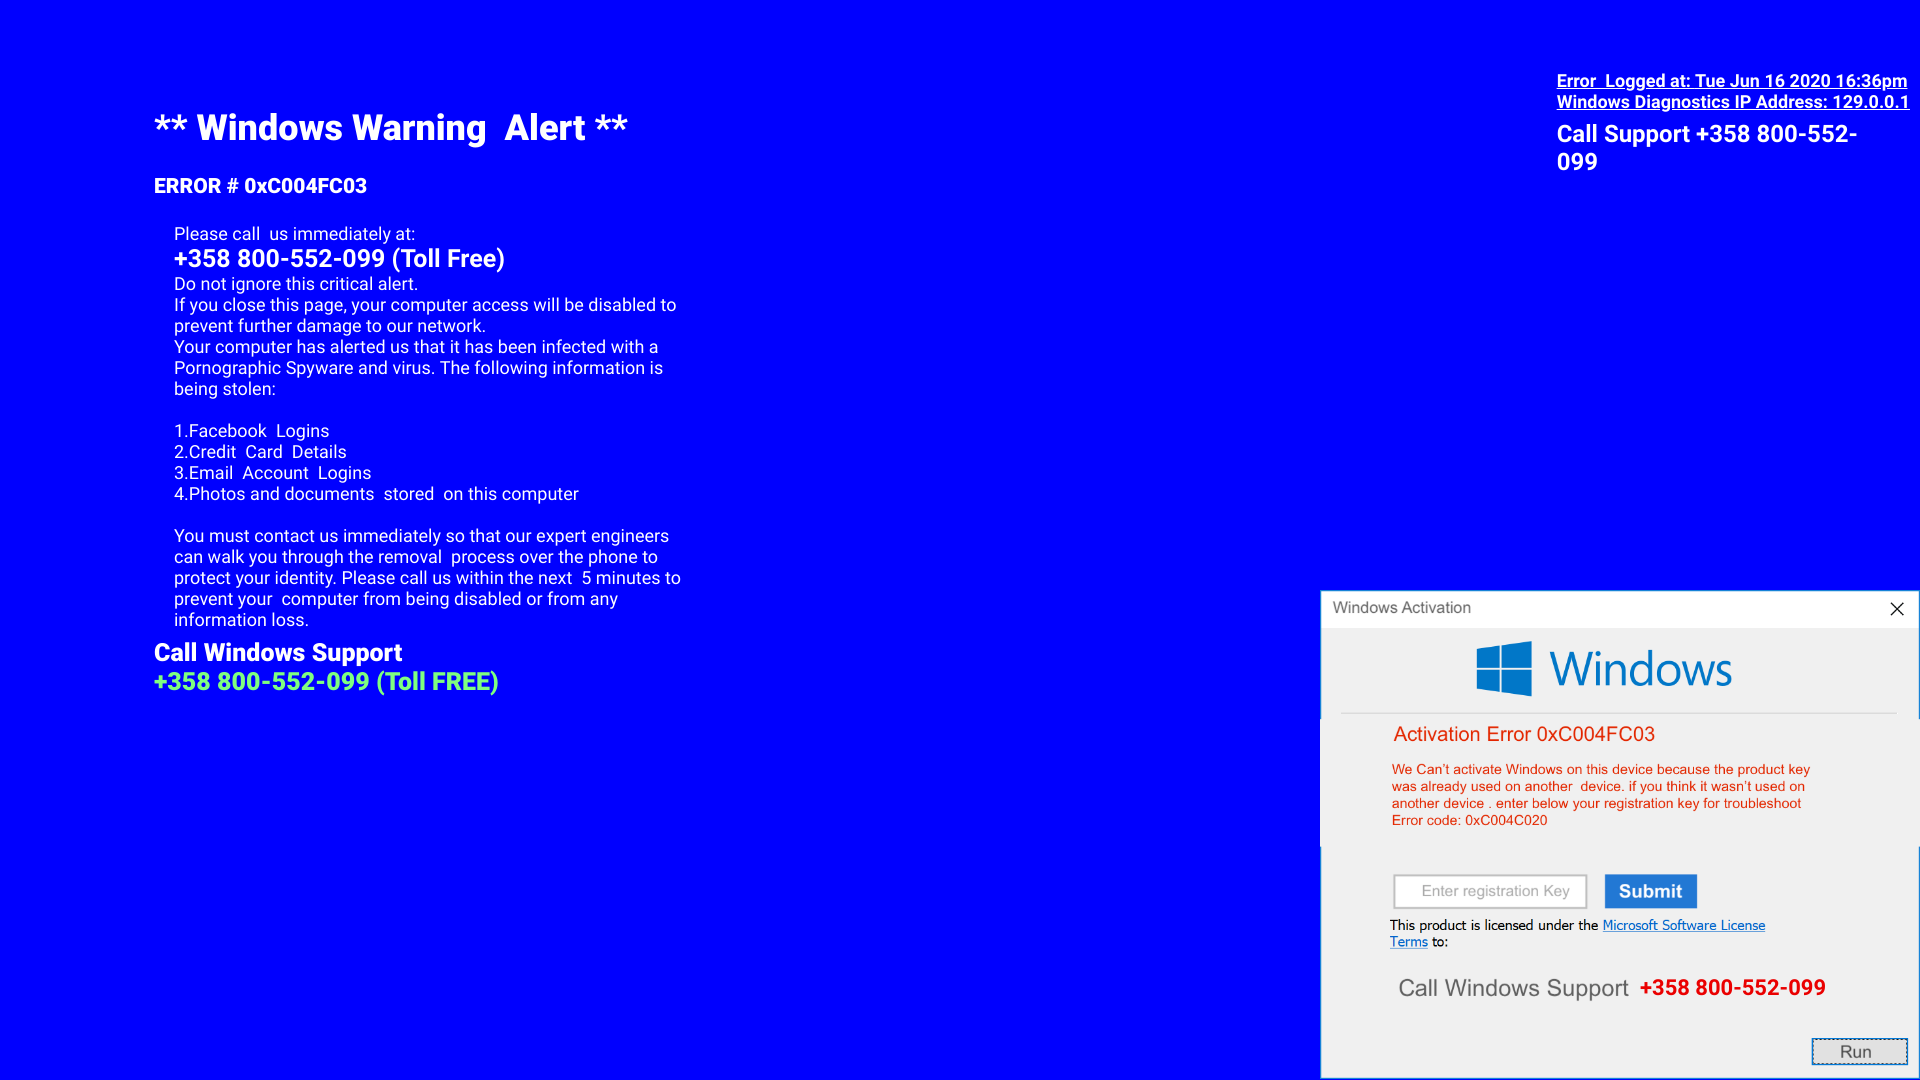 Error Logged at: Tue Jun 16 2020 16:36pm
Windows Diagnostics IP Address: 129.0.0.1
Call Support +358 800-552-
099
** Windows Warning Alert **
ERROR # 0xC004FC03
Please call us immediately at:
+358 800-552-099 (Toll Free)
Do not ignore this critical alert.
If you close this page, your computer access will be disabled to
prevent further damage to our network.
Your computer has alerted us that it has been infected with a
Pornographic Spyware and virus. The following information is
being stolen:
1.Facebook Logins
2.Credit Card Details
3.Email Account Logins
4.Photos and documents stored on this computer
You must contact us immediately so that our expert engineers
can walk you through the removal process over the phone to
protect your identity. Please call us within the next 5 minutes to
prevent your computer from being disabled or from any
information loss.
Call Windows Support
+358 800-552-099 (Toll FREE)
Windows Activation
Windows
Activation Error 0xC004FC03
We Can't activate Windows on this device because the product key
was already used on another device. if you think it wasn't used on
another device . enter below your registration key for troubleshoot
Error code: 0xC004C020
Enter registration Key
Submit
This product is licensed under the Microsoft Software License
Terms to:
Call Windows Support +358 800-552-099
Run